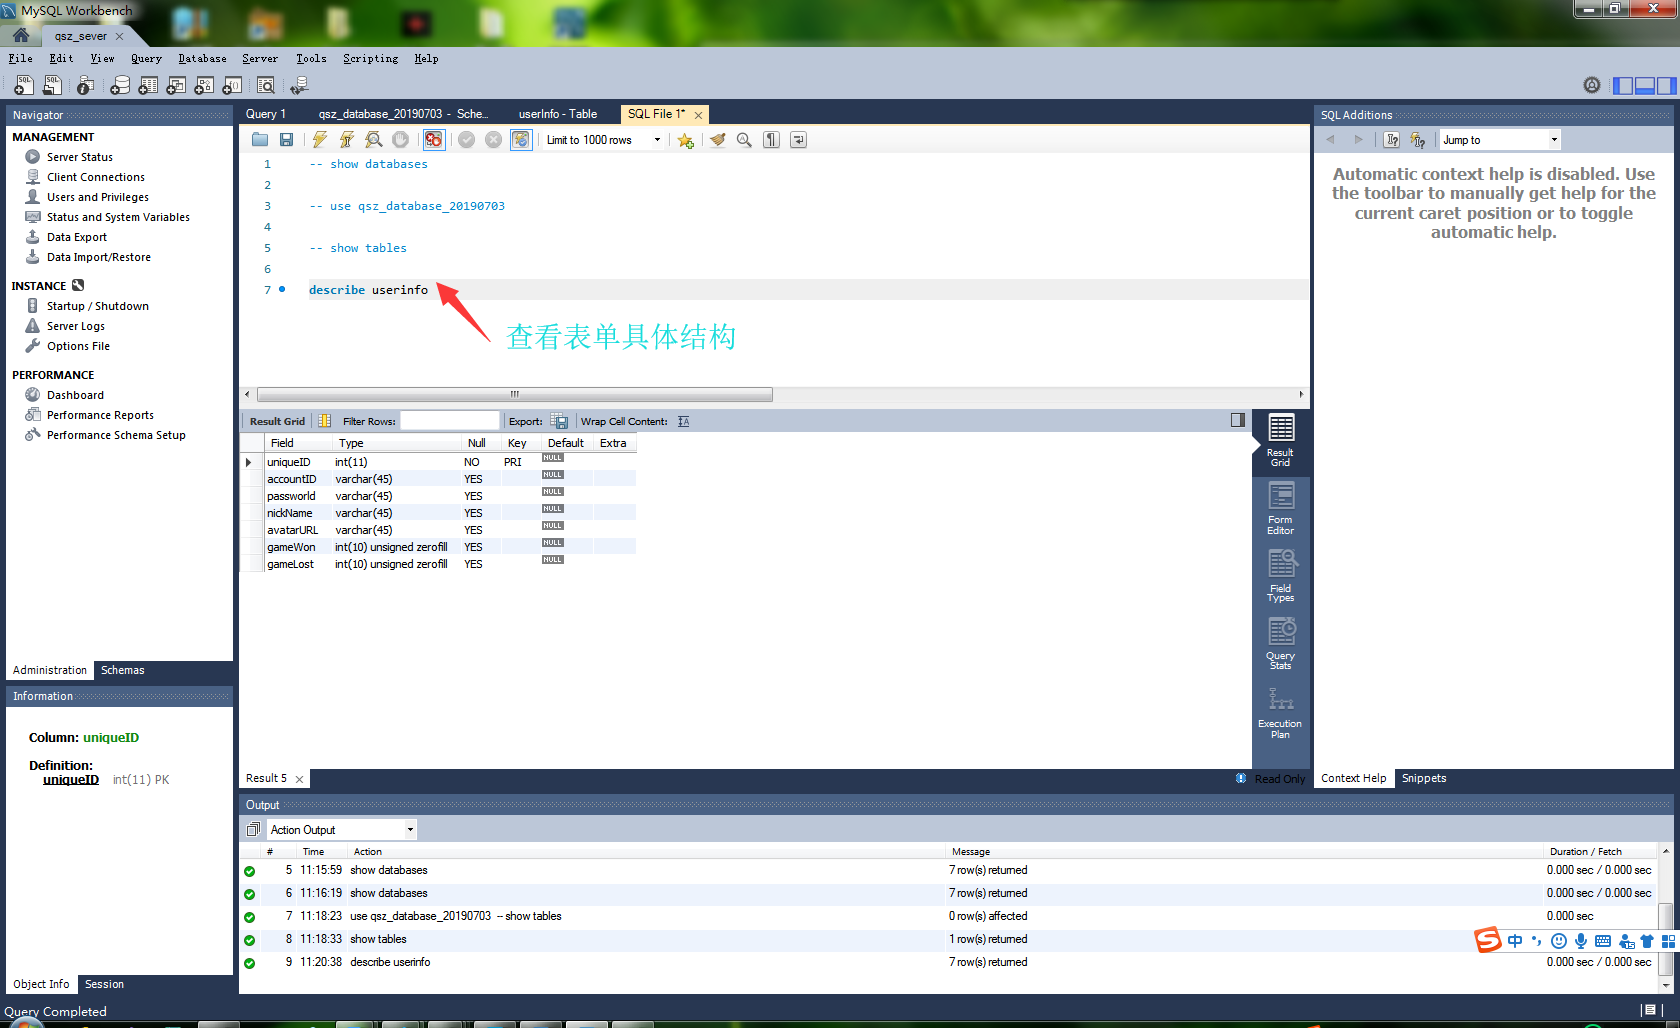 MySQL Workbench
qsz_sever
File Edit View Query Database Server Tools Scripting Help
Navigator
MANAGEMENT
Server Status
Client Connections
Users and Privileges
Status and System Variables
Data Export
Data Import/Restore
INSTANCE
Startup / Shutdown
Server Logs
Options File
PERFORMANCE
Dashboard
Performance Reports
Performance Schema Setup
Administration Schemas
Information
Column: uniqueID
Definition:
uniqueID int(11) PK
Object Info Session
Query Completed
Query 1 qsz_database_20190703 - Sche... userInfo - Table SQL File 1*
Limit to 1000 rows
1 -- show databases
2
3 -- use qsz_database_20190703
4
5 -- show tables
6
7 describe userinfo
查看表单具体结构
Result Grid Filter Rows: Export: Wrap Cell Content:
Field Type Null Key Default Extra
uniqueID int(11) NO PRI NULL
accountID varchar(45) YES NULL
passworld varchar(45) YES NULL
nickName varchar(45) YES NULL
avatarURL varchar(45) YES NULL
gameWon int(10) unsigned zerofill YES NULL
gameLost int(10) unsigned zerofill YES NULL
Result
Grid
Form
Editor
Field
Types
Query
Stats
Execution
Plan
Result 5
Read Only
SQL Additions
Jump to
Automatic context help is disabled. Use
the toolbar to manually get help for the
current caret position or to toggle
automatic help.
Context Help Snippets
Output
Action Output
# Time Action Message Duration / Fetch
5 11:15:59 show databases 7 row(s) returned 0.000 sec / 0.000 sec
6 11:16:19 show databases 7 row(s) returned 0.000 sec / 0.000 sec
7 11:18:23 use qsz_database_20190703 -- show tables 0 row(s) affected 0.000 sec
8 11:18:33 show tables 1 row(s) returned
9 11:20:38 describe userinfo 7 row(s) returned 0.000 sec / 0.000 sec
中